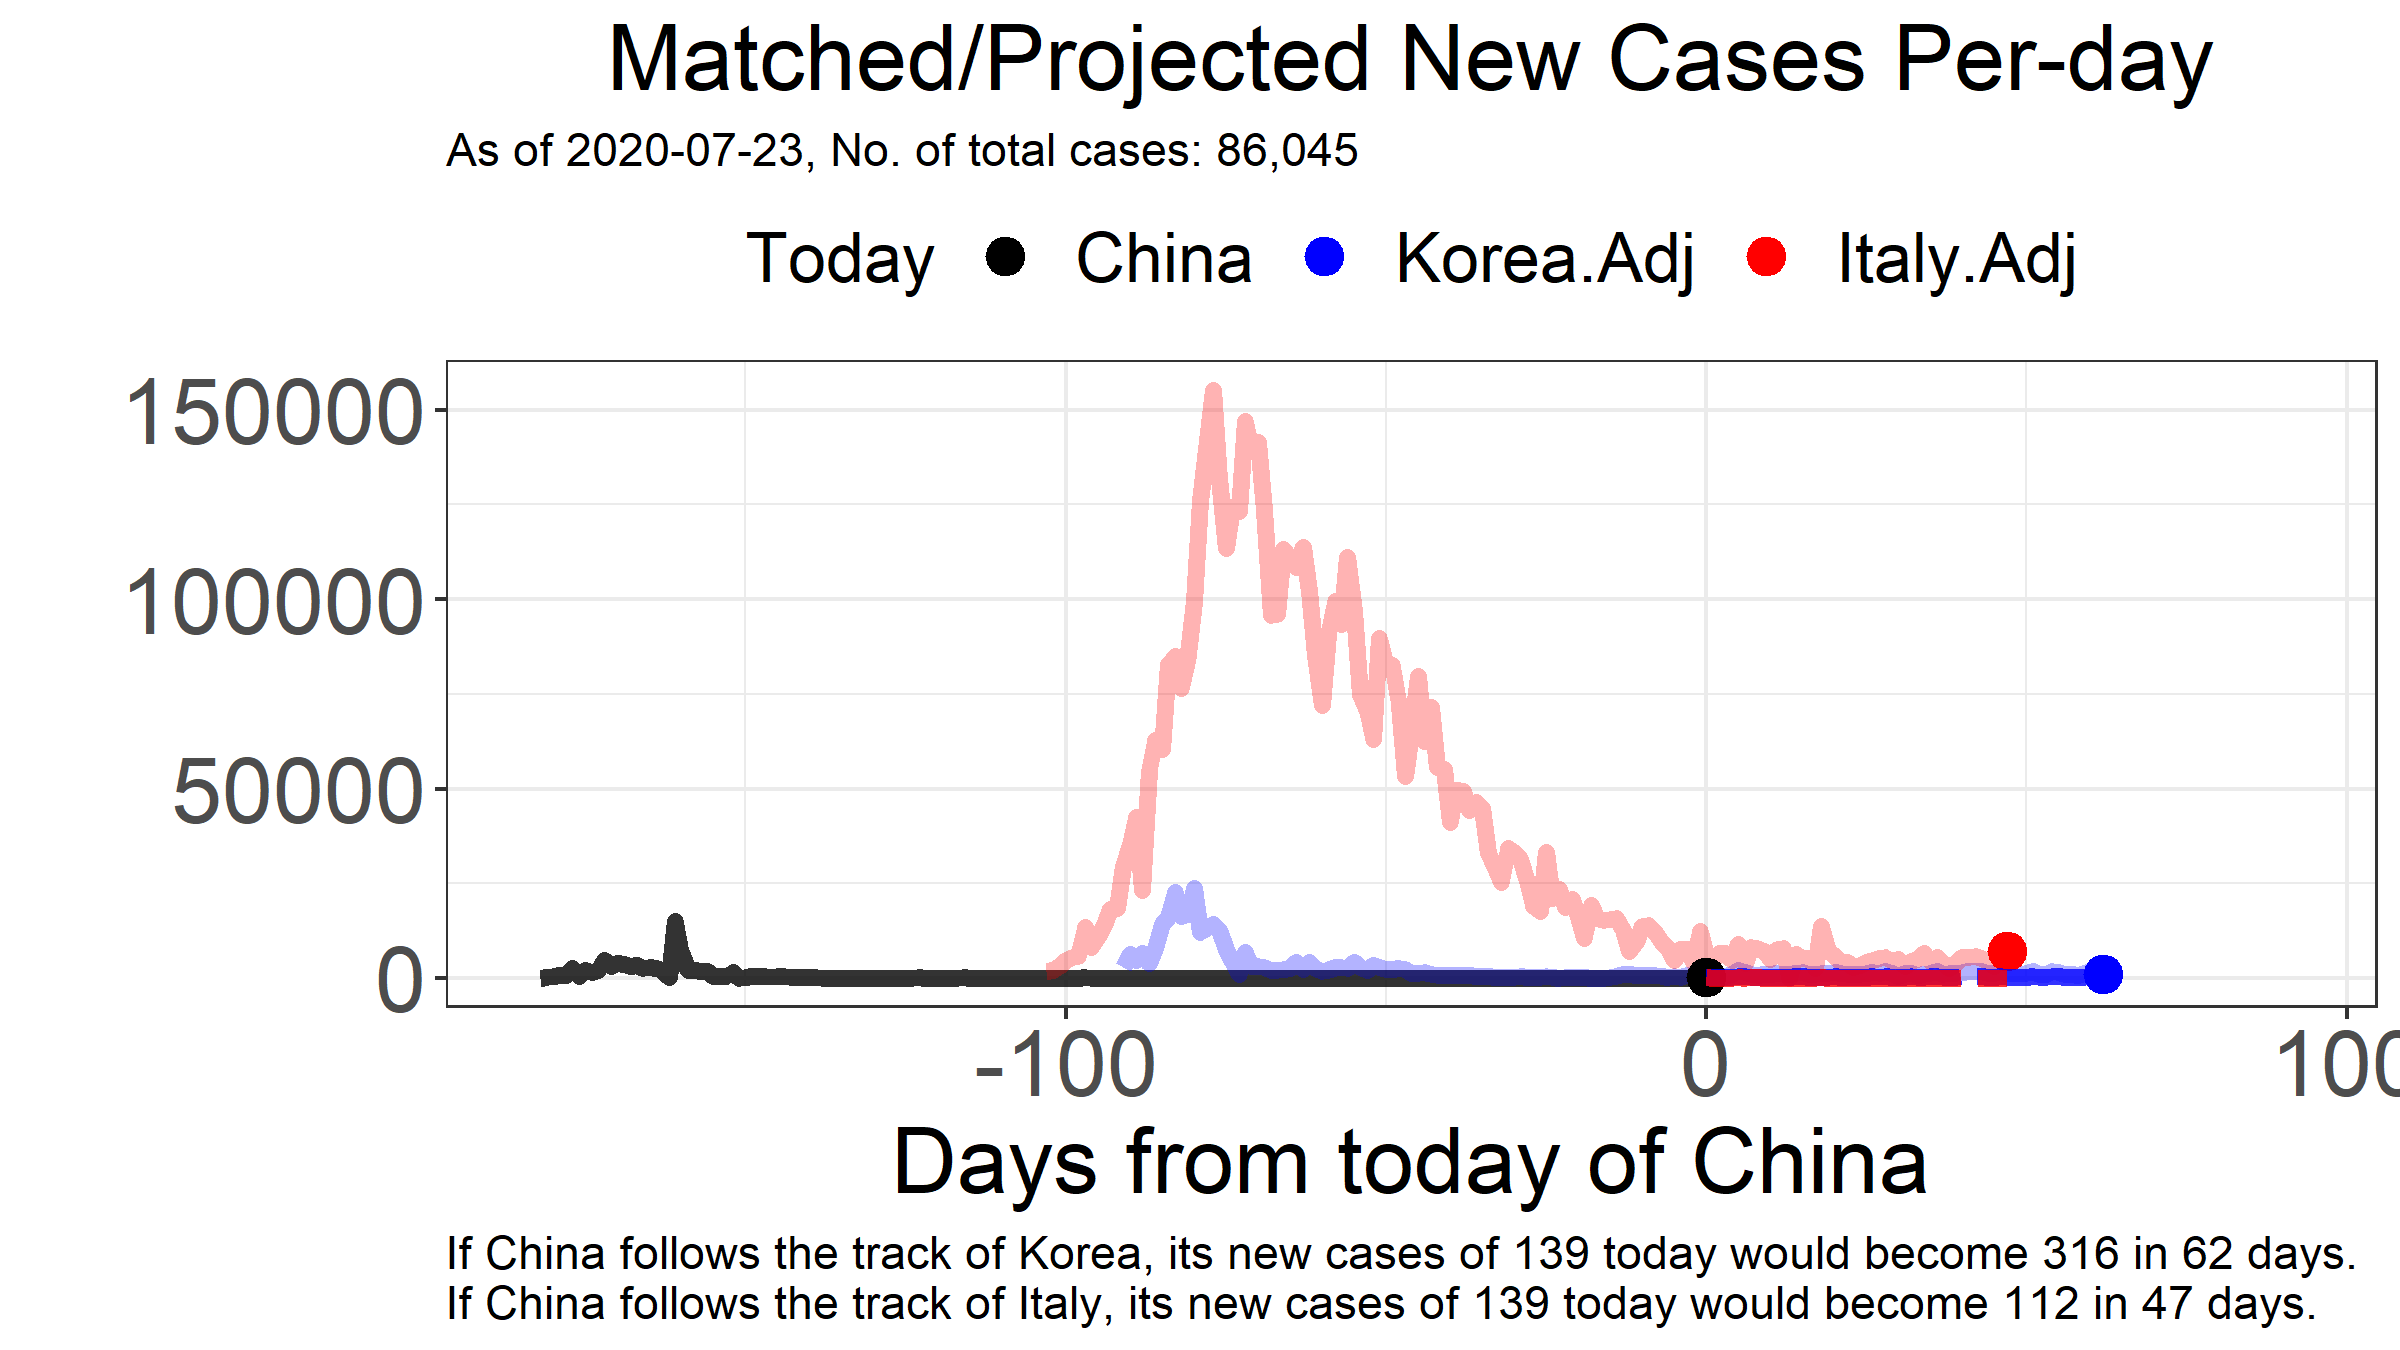 Matched/Projected New Cases Per-day
As of 2020-07-23, No. of total cases: 86,045
Today China Korea.Adj Italy.Adj
150000
100000
50000
0
-100 0 100
Days from today of China
If China follows the track of Korea, its new cases of 139 today would become 316 in 62 days.
If China follows the track of Italy, its new cases of 139 today would become 112 in 47 days.